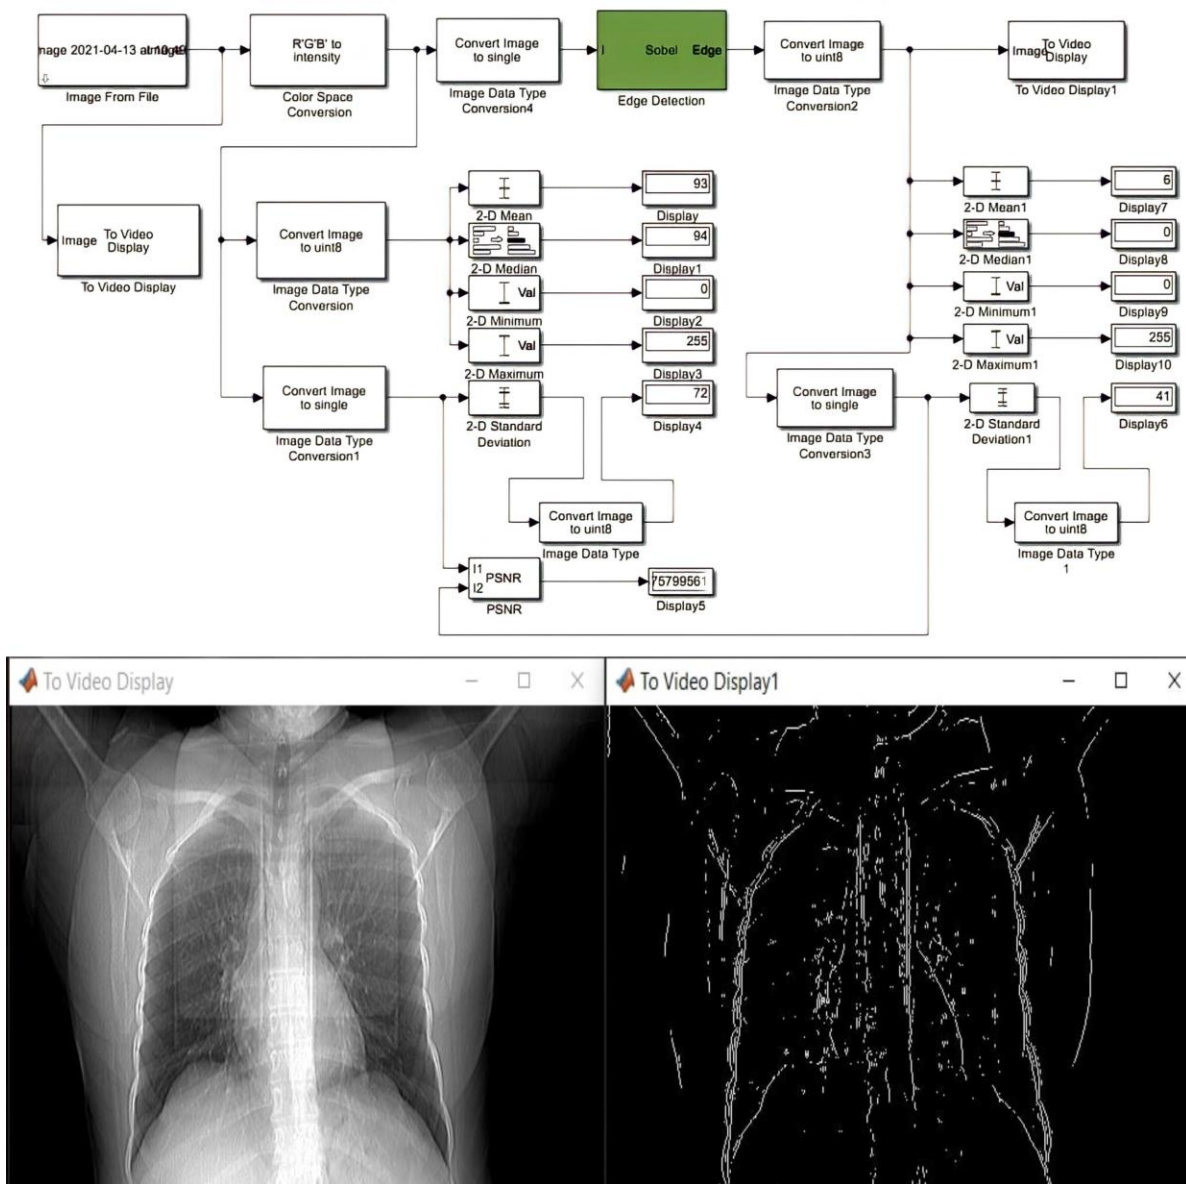 Image From File
R'G'B' to
intensity
Color Space
Conversion
Convert Image
to single
Image Data Type
Conversion4
I
Sobel
Edge
Edge Detection
Convert Image
to uint8
Image Data Type
Conversion2
Image
To Video
Display
To Video Display1
Image
To Video
Display
To Video Display
Convert Image
to uint8
Image Data Type
Conversion
2-D Mean
93
Display
2-D Median
94
Display1
Val
2-D Minimum
0
Display2
Val
2-D Maximum
255
Display3
Convert Image
to single
Image Data Type
Conversion1
2-D Standard
Deviation
72
Display4
Convert Image
to uint8
Image Data Type
I1
I2
PSNR
PSNR
75799561
Display5
2-D Mean1
6
Display7
2-D Median1
0
Display8
Val
2-D Minimum1
0
Display9
Val
2-D Maximum1
255
Display10
Convert Image
to single
Image Data Type
Conversion3
2-D Standard
Deviation1
41
Display6
Convert Image
to uint8
Image Data Type
1
To Video Display
To Video Display1